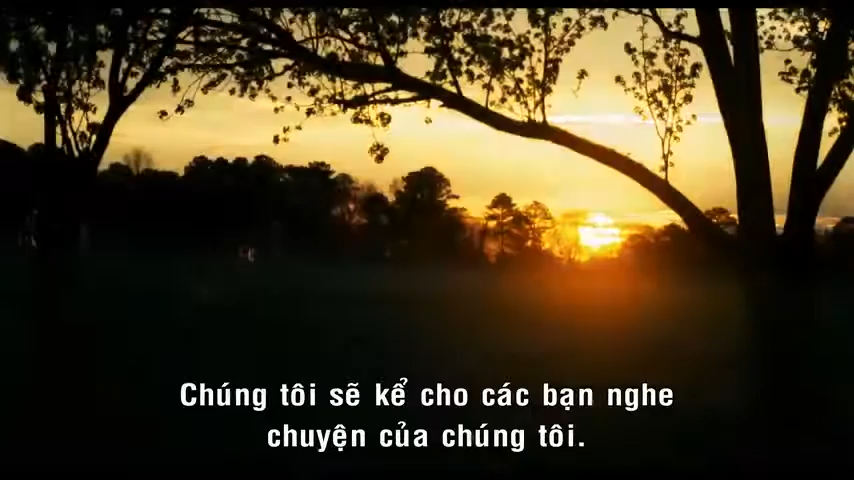 Chúng tôi sẽ kể cho các bạn nghe
chuyện của chúng tôi.